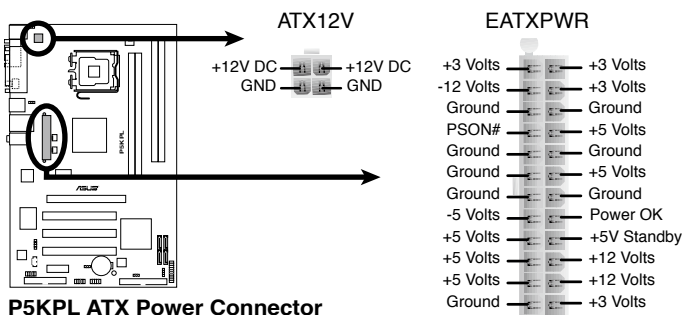 ATX12V
EATXPWR
+12V DC +12V DC
GND GND
+3 Volts +3 Volts
-12 Volts +3 Volts
Ground Ground
PSON# +5 Volts
Ground Ground
Ground +5 Volts
Ground Ground
-5 Volts Power OK
+5 Volts +5V Standby
+5 Volts +12 Volts
+5 Volts +12 Volts
Ground +3 Volts
P5KPL
ASUS
P5KPL ATX Power Connector